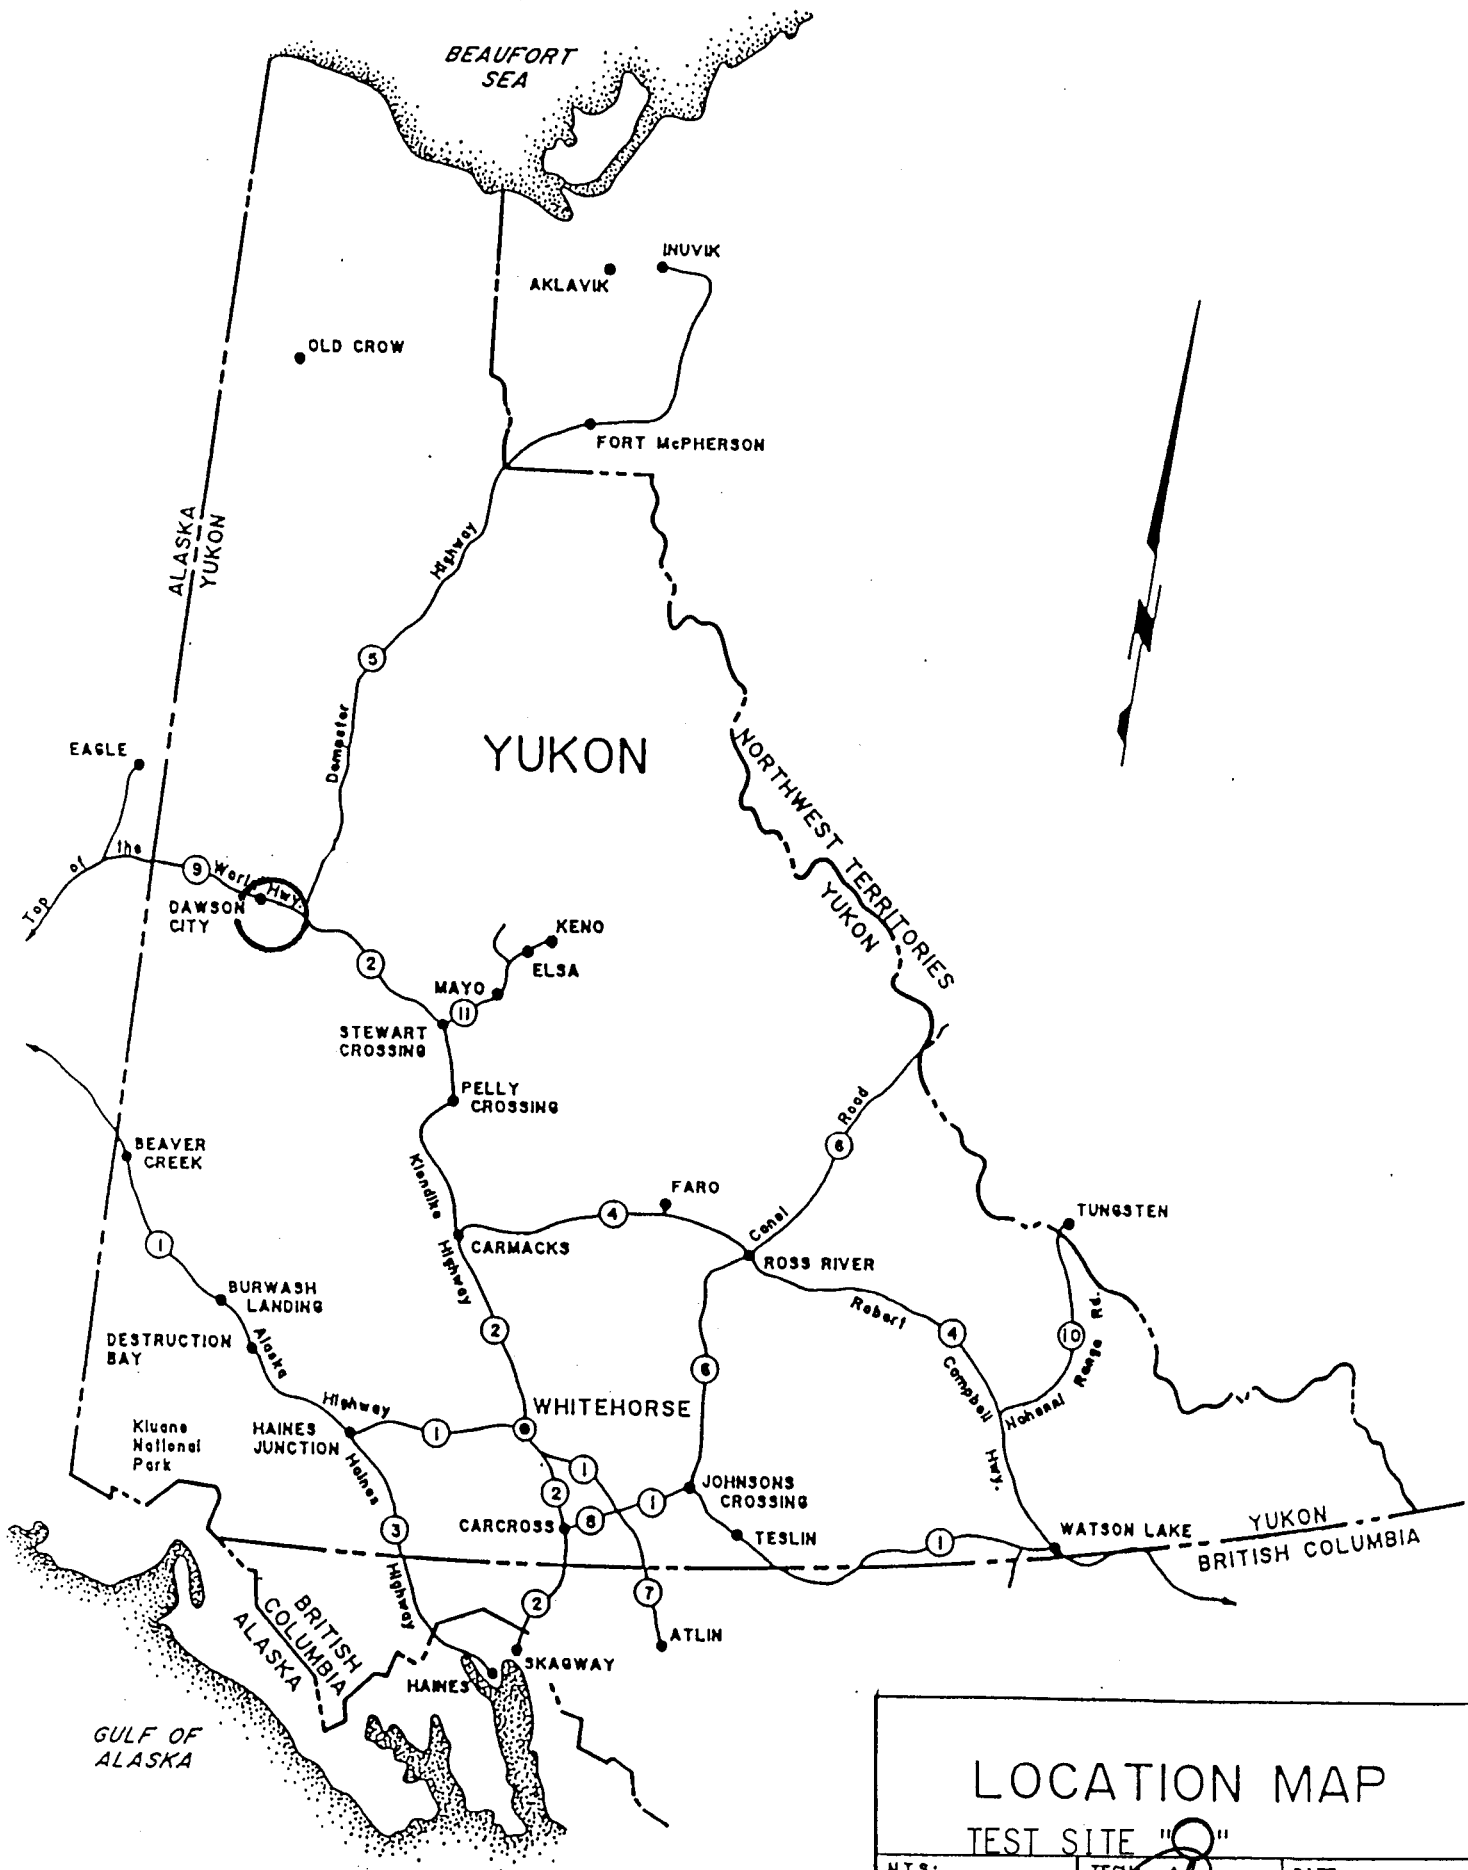 BEAUFORT
SEA
INUVIK
AKLAVIK
OLD CROW
FORT McPHERSON
ALASKA
YUKON
Highway
5
Dempster
YUKON
EAGLE
NORTHWEST TERRITORIES
YUKON
Top of the World Hwy.
9
DAWSON
CITY
2
KENO
ELSA
MAYO
11
STEWART
CROSSING
PELLY
CROSSING
Road
6
BEAVER
CREEK
Klondike
FARO
4
Canol
TUNGSTEN
1
CARMACKS
Highway
ROSS RIVER
BURWASH
LANDING
Robert
4
10
DESTRUCTION
BAY
Alaska
2
6
Campbell
Nahanni Range Rd.
Highway
WHITEHORSE
HAINES
JUNCTION
1
Kluane
National
Park
Haines
Hwy.
1
2
JOHNSONS
CROSSING
3
CARCROSS
8
1
TESLIN
1
WATSON LAKE
YUKON
BRITISH COLUMBIA
Highway
2
7
BRITISH
COLUMBIA
ALASKA
ATLIN
SKAGWAY
HAINES
GULF OF
ALASKA
LOCATION MAP
TEST SITE " "
N.T.S: